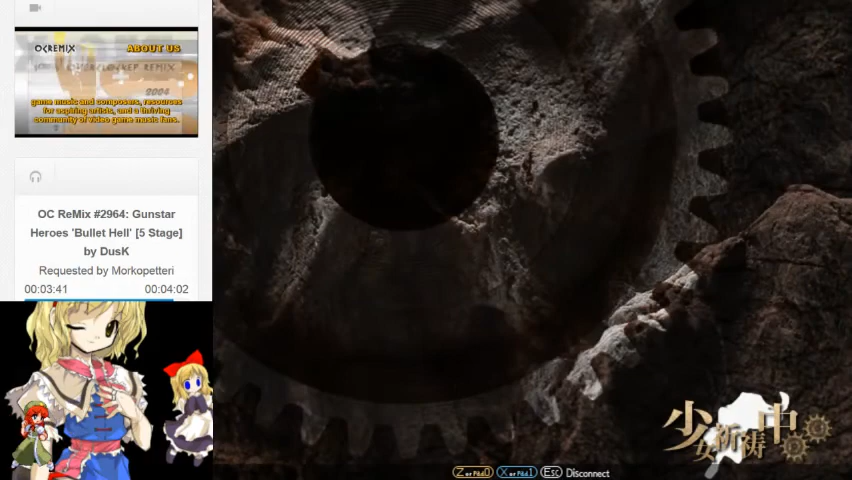 OCREMIX ABOUT US
OVERCLOCKED REMIX
2004
game music and composers, resources
for aspiring artists, and a thriving
community of video game music fans.
OC ReMix #2964: Gunstar
Heroes 'Bullet Hell' [5 Stage]
by DusK
Requested by Morkopetteri
00:03:41 00:04:02
少女祈祷中
Z or Pad0 X or Pad1 ESC Disconnect